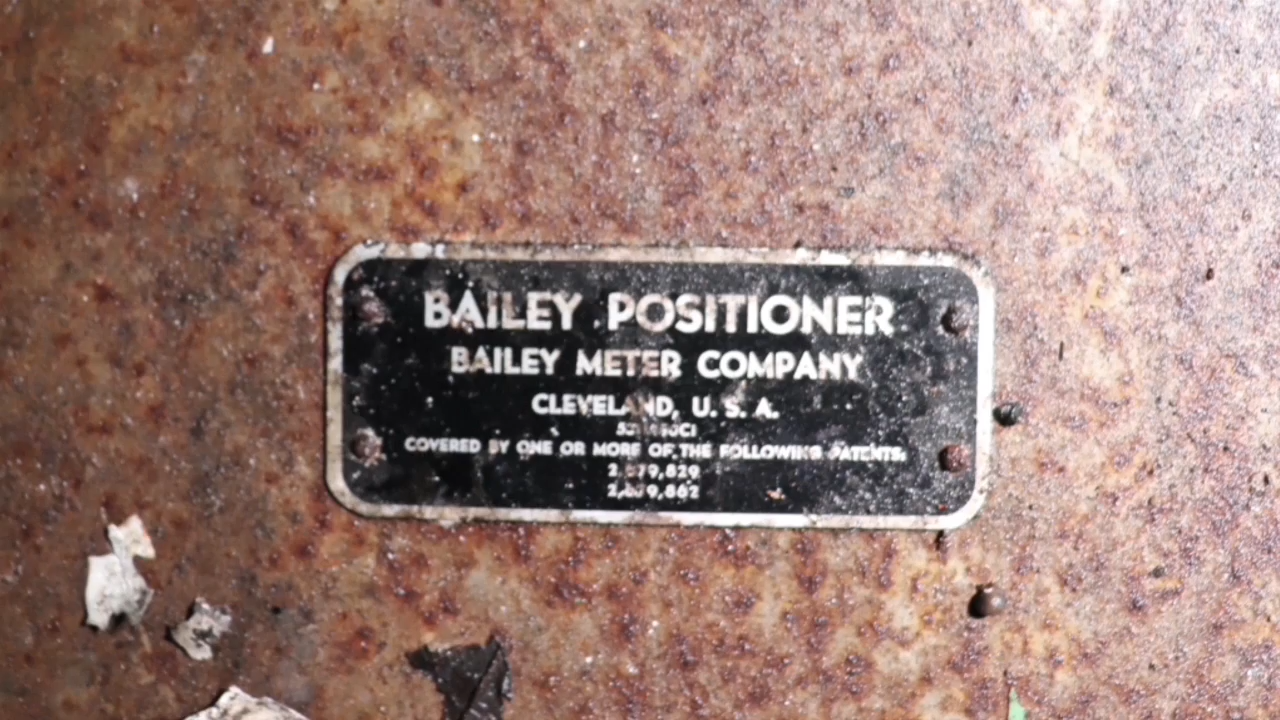 BAILEY POSITIONER
BAILEY METER COMPANY
CLEVELAND, U. S. A.
COVERED BY ONE OR MORE OF THE FOLLOWING PATENTS: